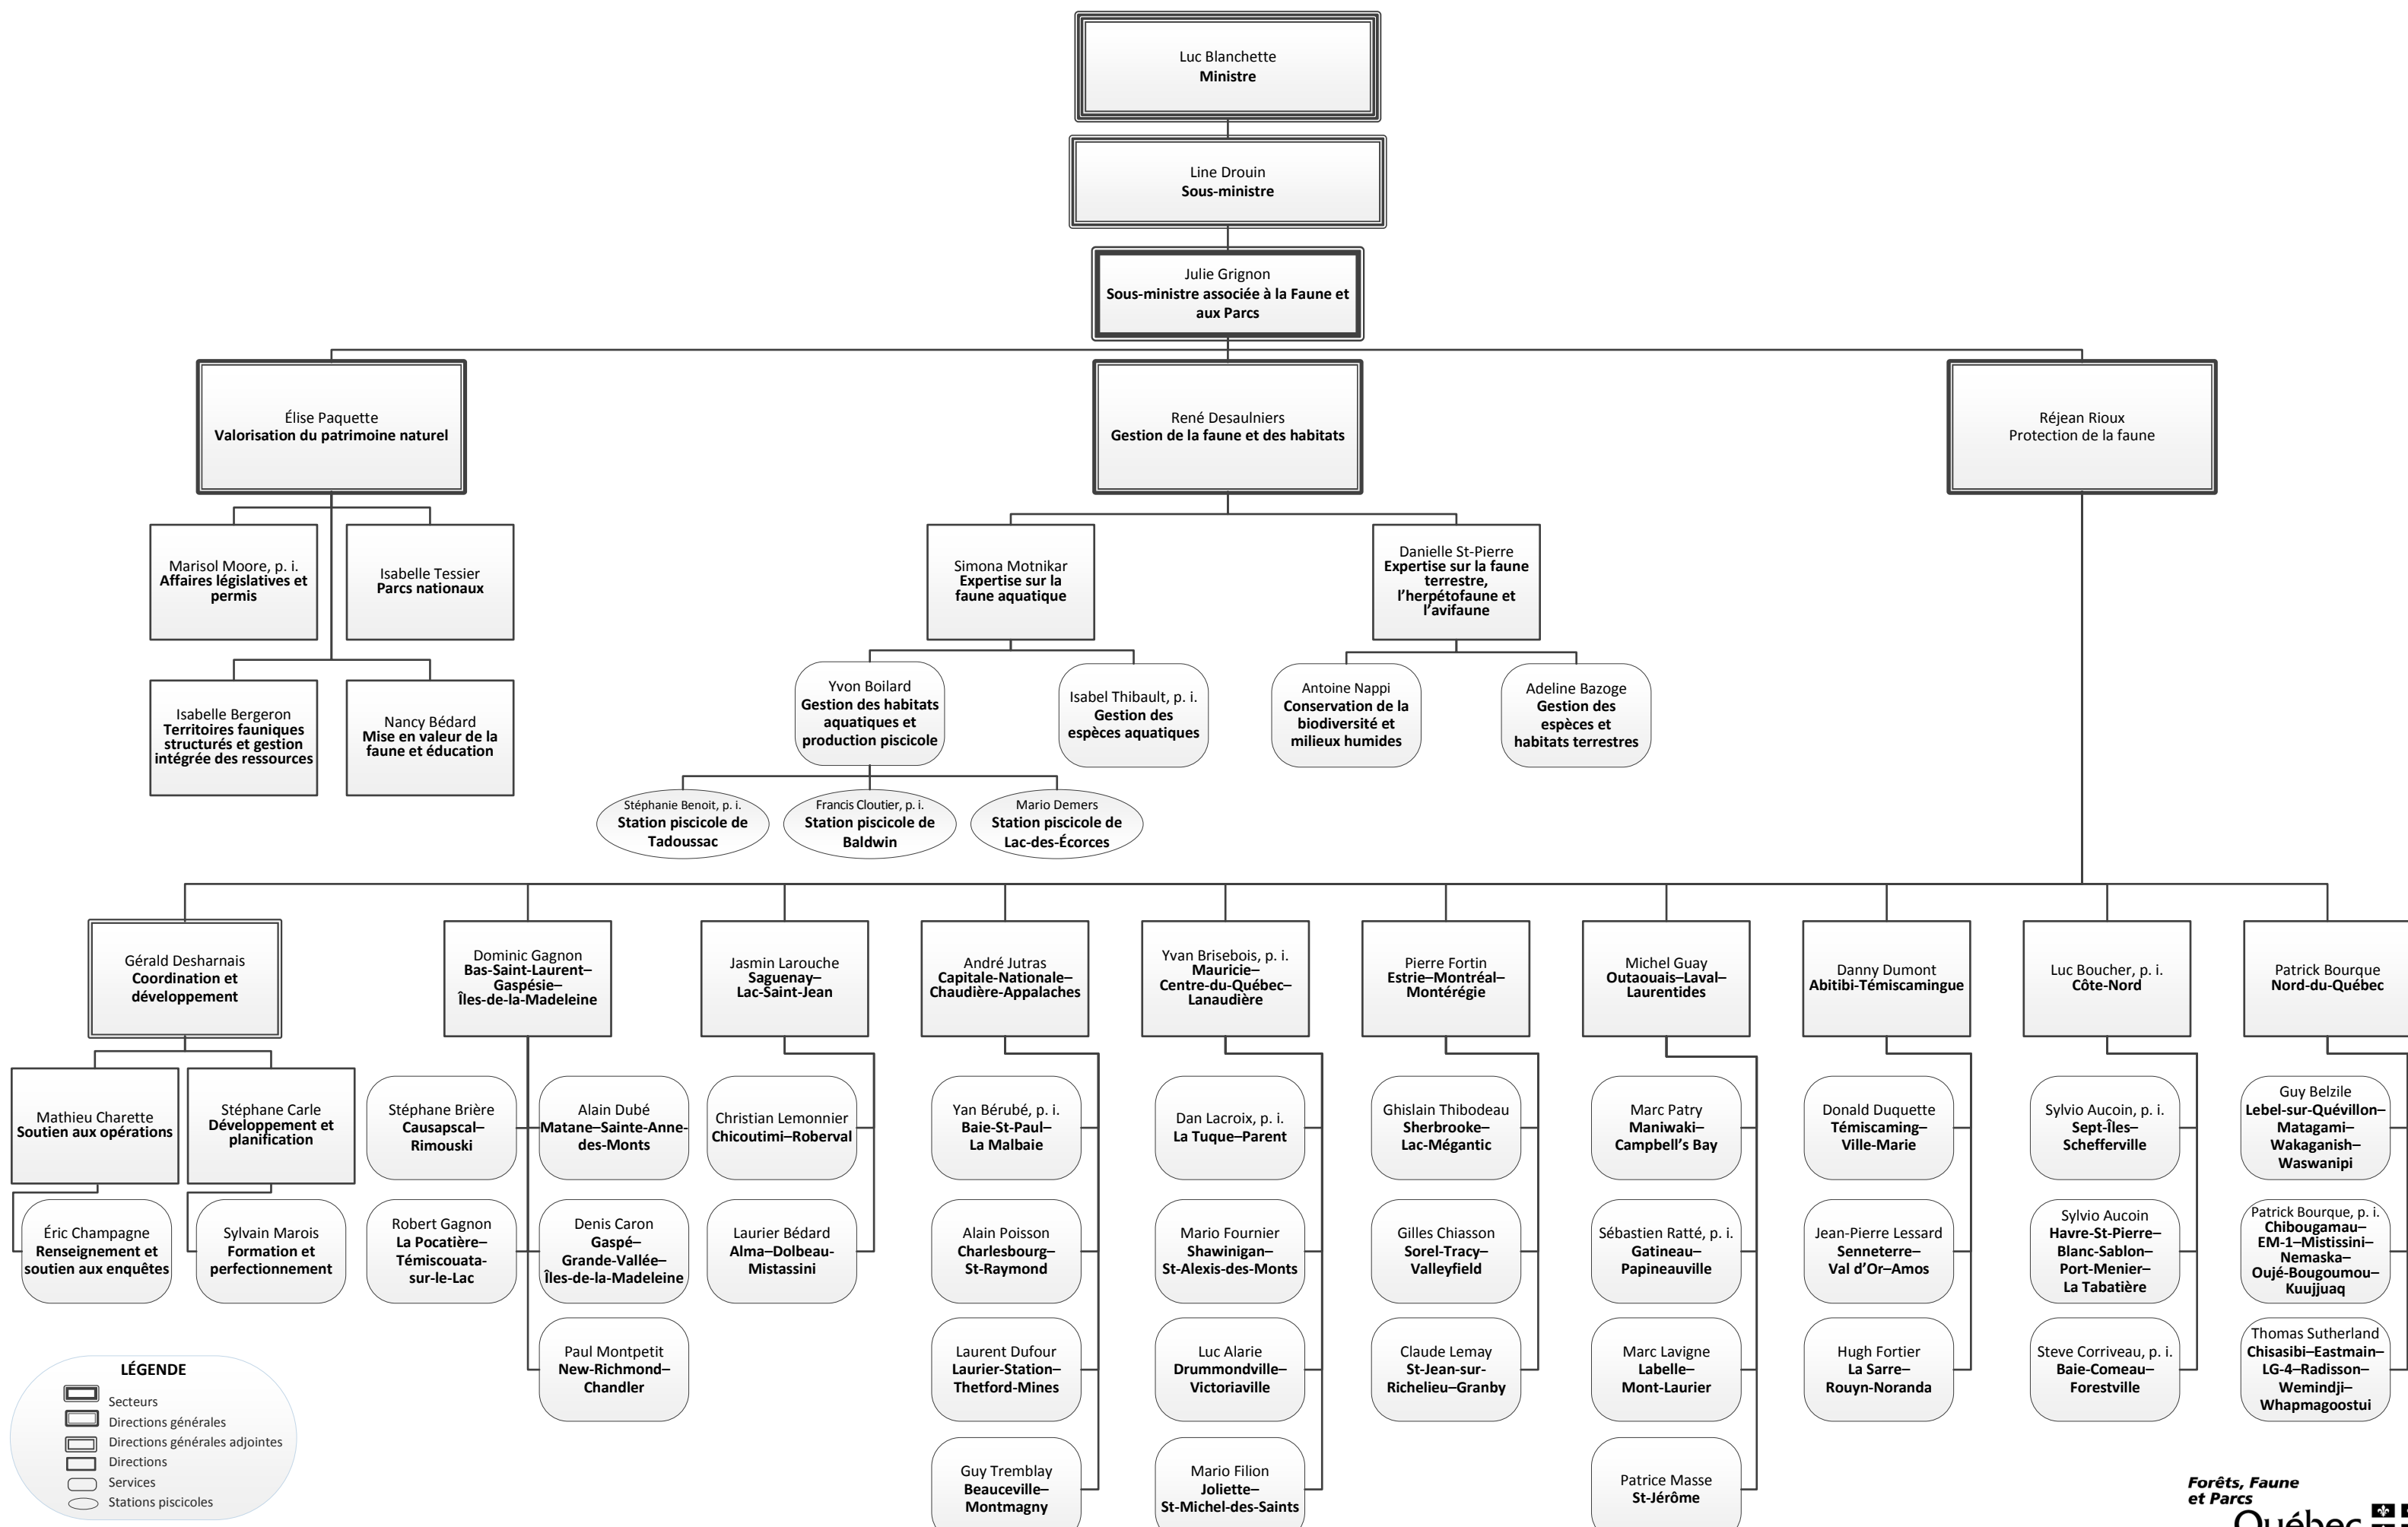 Luc Blanchette
Ministre
Line Drouin
Sous-ministre
Julie Grignon
Sous-ministre associée à la Faune et
aux Parcs
Élise Paquette
Valorisation du patrimoine naturel
René Desaulniers
Gestion de la faune et des habitats
Réjean Rioux
Protection de la faune
Marisol Moore, p. i.
Affaires législatives et
permis
Isabelle Tessier
Parcs nationaux
Simona Motnikar
Expertise sur la
faune aquatique
Danielle St-Pierre
Expertise sur la faune
terrestre,
l’herpétofaune et
l’avifaune
Isabelle Bergeron
Territoires fauniques
structurés et gestion
intégrée des ressources
Nancy Bédard
Mise en valeur de la
faune et éducation
Yvon Boilard
Gestion des habitats
aquatiques et
production piscicole
Isabel Thibault, p. i.
Gestion des
espèces aquatiques
Antoine Nappi
Conservation de la
biodiversité et
milieux humides
Adeline Bazoge
Gestion des
espèces et
habitats terrestres
Stéphanie Benoit, p. i.
Station piscicole de
Tadoussac
Francis Cloutier, p. i.
Station piscicole de
Baldwin
Mario Demers
Station piscicole de
Lac-des-Écorces
Gérald Desharnais
Coordination et
développement
Dominic Gagnon
Bas-Saint-Laurent–
Gaspésie–
Îles-de-la-Madeleine
Jasmin Larouche
Saguenay–
Lac-Saint-Jean
André Jutras
Capitale-Nationale–
Chaudière-Appalaches
Yvan Brisebois, p. i.
Mauricie–
Centre-du-Québec–
Lanaudière
Pierre Fortin
Estrie–Montréal–
Montérégie
Michel Guay
Outaouais–Laval–
Laurentides
Danny Dumont
Abitibi-Témiscamingue
Luc Boucher, p. i.
Côte-Nord
Patrick Bourque
Nord-du-Québec
Mathieu Charette
Soutien aux opérations
Stéphane Carle
Développement et
planification
Stéphane Brière
Causapscal–
Rimouski
Alain Dubé
Matane–Sainte-Anne-
des-Monts
Christian Lemonnier
Chicoutimi–Roberval
Yan Bérubé, p. i.
Baie-St-Paul–
La Malbaie
Dan Lacroix, p. i.
La Tuque–Parent
Ghislain Thibodeau
Sherbrooke–
Lac-Mégantic
Marc Patry
Maniwaki–
Campbell’s Bay
Donald Duquette
Témiscaming–
Ville-Marie
Sylvio Aucoin, p. i.
Sept-Îles–
Schefferville
Guy Belzile
Lebel-sur-Quévillon–
Matagami–
Wakaganish–
Waswanipi
Éric Champagne
Renseignement et
soutien aux enquêtes
Sylvain Marois
Formation et
perfectionnement
Robert Gagnon
La Pocatière–
Témiscouata-
sur-le-Lac
Denis Caron
Gaspé–
Grande-Vallée–
Îles-de-la-Madeleine
Laurier Bédard
Alma–Dolbeau-
Mistassini
Alain Poisson
Charlesbourg–
St-Raymond
Mario Fournier
Shawinigan–
St-Alexis-des-Monts
Gilles Chiasson
Sorel-Tracy–
Valleyfield
Sébastien Ratté, p. i.
Gatineau–
Papineauville
Jean-Pierre Lessard
Senneterre–
Val d’Or–Amos
Sylvio Aucoin
Havre-St-Pierre–
Blanc-Sablon–
Port-Menier–
La Tabatière
Patrick Bourque, p. i.
Chibougamau–
EM-1–Mistissini–
Nemaska–
Oujé-Bougoumou–
Kuujjuaq
Paul Montpetit
New-Richmond–
Chandler
Laurent Dufour
Laurier-Station–
Thetford-Mines
Luc Alarie
Drummondville–
Victoriaville
Claude Lemay
St-Jean-sur-
Richelieu–Granby
Marc Lavigne
Labelle–
Mont-Laurier
Hugh Fortier
La Sarre–
Rouyn-Noranda
Steve Corriveau, p. i.
Baie-Comeau–
Forestville
Thomas Sutherland
Chisasibi–Eastmain–
LG-4–Radisson–
Wemindji–
Whapmagoostui
Guy Tremblay
Beauceville–
Montmagny
Mario Filion
Joliette–
St-Michel-des-Saints
Patrice Masse
St-Jérôme
LÉGENDE
Secteurs
Directions générales
Directions générales adjointes
Directions
Services
Stations piscicoles
Forêts, Faune
et Parcs
Québec